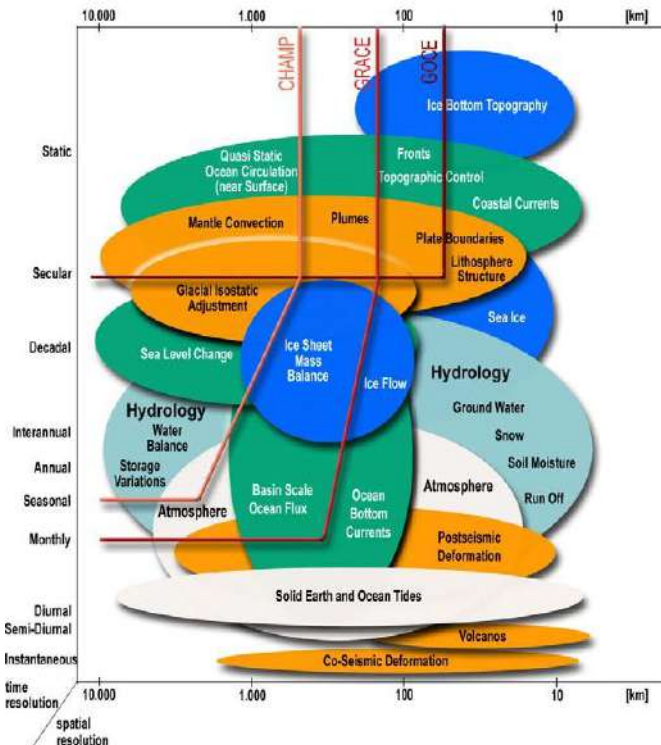 10.000 1.000 100 10 [km]
CHAMP
GRACE
GOCE
Ice Bottom Topography
Static
Quasi Static
Ocean Circulation
(near Surface)
Fronts
Topographic Control
Coastal Currents
Mantle Convection
Plumes
Plate Boundaries
Lithosphere
Structure
Secular
Glacial Isostatic
Adjustment
Sea Ice
Decadal
Sea Level Change
Ice Sheet
Mass
Balance
Ice Flow
Hydrology
Ground Water
Snow
Soil Moisture
Run Off
Hydrology
Water
Balance
Storage
Variations
Interannual
Annual
Seasonal
Atmosphere
Basin Scale
Ocean Flux
Ocean
Bottom
Currents
Atmosphere
Monthly
Postseismic
Deformation
Solid Earth and Ocean Tides
Diurnal
Semi-Diurnal
Volcanos
Instantaneous
Co-Seismic Deformation
time
resolution
10.000 1.000 100 10 [km]
spatial
resolution